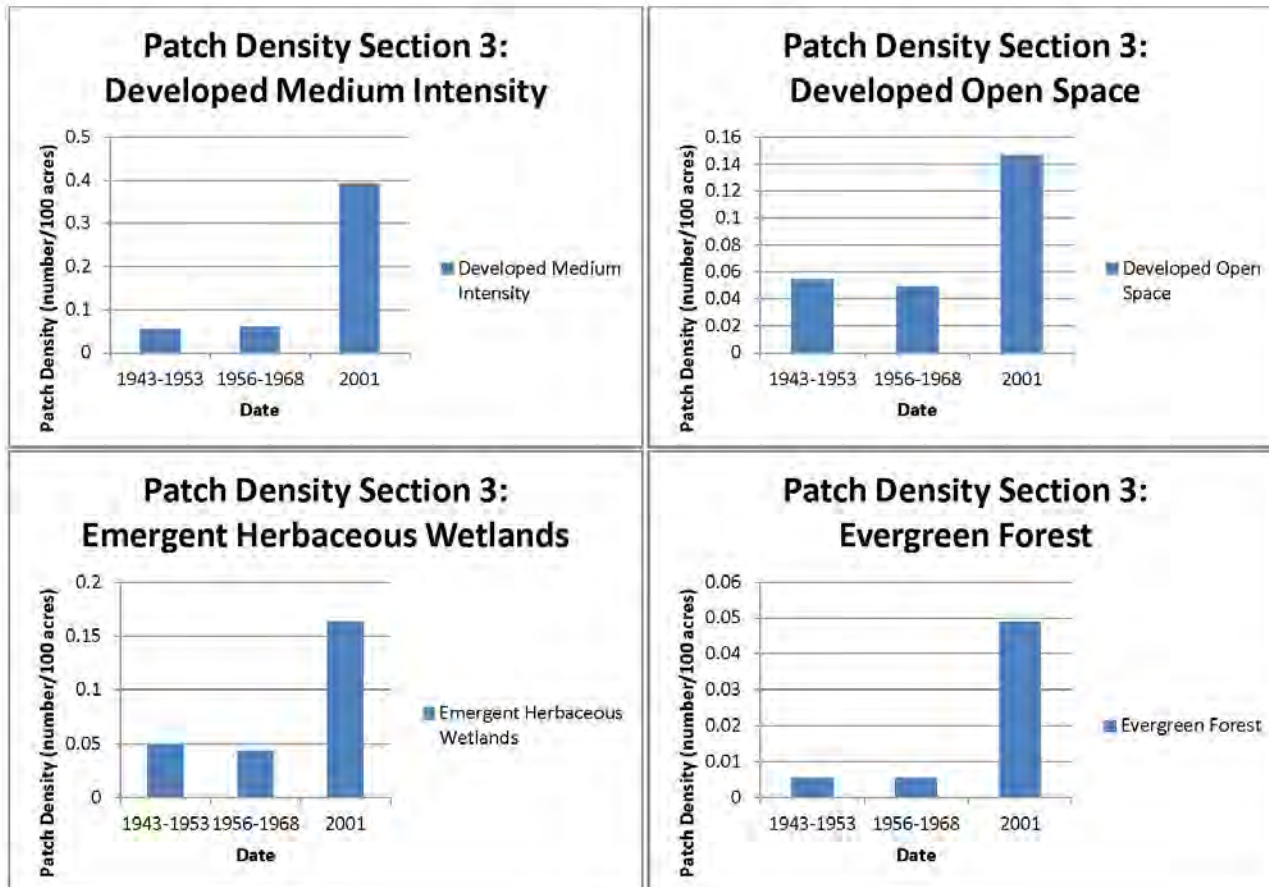 Patch Density Section 3:
Developed Medium Intensity
Patch Density (number/100 acres)
0.5
0.4
0.3
0.2
0.1
0
1943-1953 1956-1968 2001
Date
Developed Medium
Intensity
Patch Density Section 3:
Developed Open Space
Patch Density (number/100 acres)
0.16
0.14
0.12
0.1
0.08
0.06
0.04
0.02
0
1943-1953 1956-1968 2001
Date
Developed Open
Space
Patch Density Section 3:
Emergent Herbaceous Wetlands
Patch Density (number/100 acres)
0.2
0.15
0.1
0.05
0
1943-1953 1956-1968 2001
Date
Emergent Herbaceous
Wetlands
Patch Density Section 3:
Evergreen Forest
Patch Density (number/100 acres)
0.06
0.05
0.04
0.03
0.02
0.01
0
1943-1953 1956-1968 2001
Date
Evergreen Forest